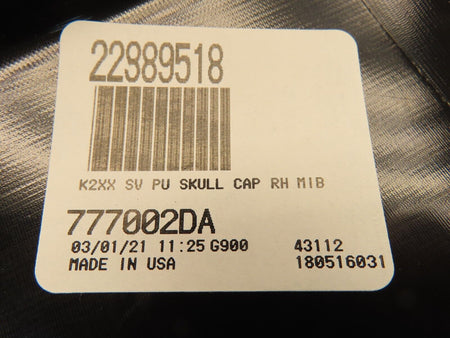 22989518
K2XX SV PU SKULL CAP RH MIB
777002DA
03/01/21 11:25 G900 43112
MADE IN USA 180516031